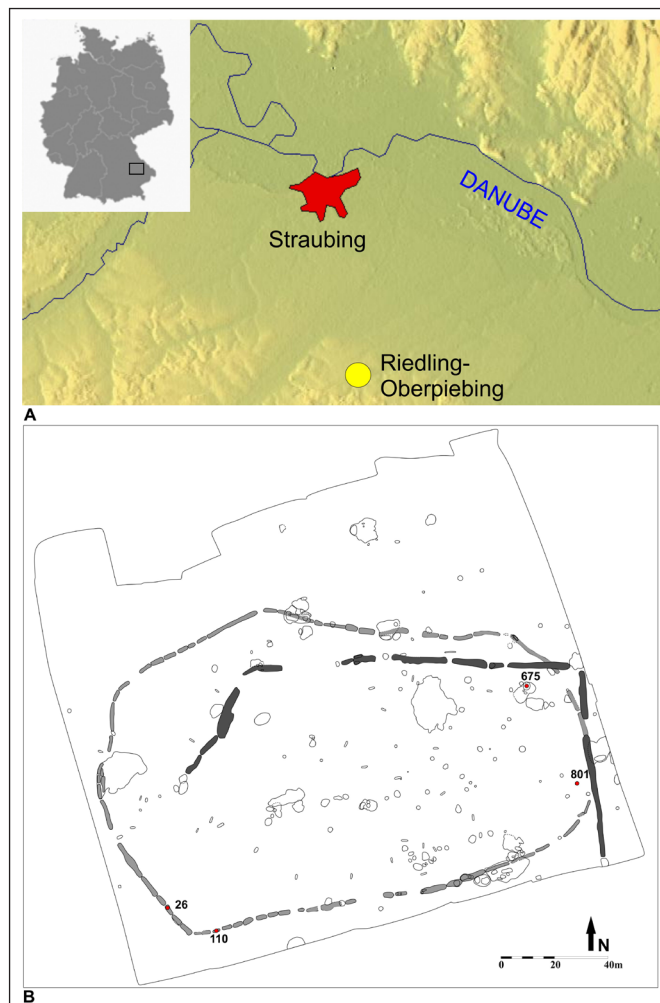 DANUBE
Straubing
Riedling-
Oberpiebing
A
675
801
26
110
N
0 20 40m
B